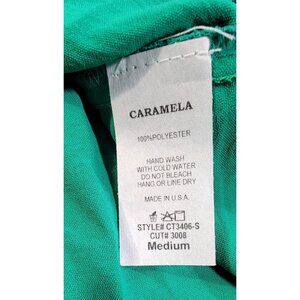 CARAMELA
100%POLYESTER
HAND WASH
WITH COLD WATER
DO NOT BLEACH
HANG OR LINE DRY
MADE IN U.S.A
STYLE# CT3406-S
CUT# 3008
Medium